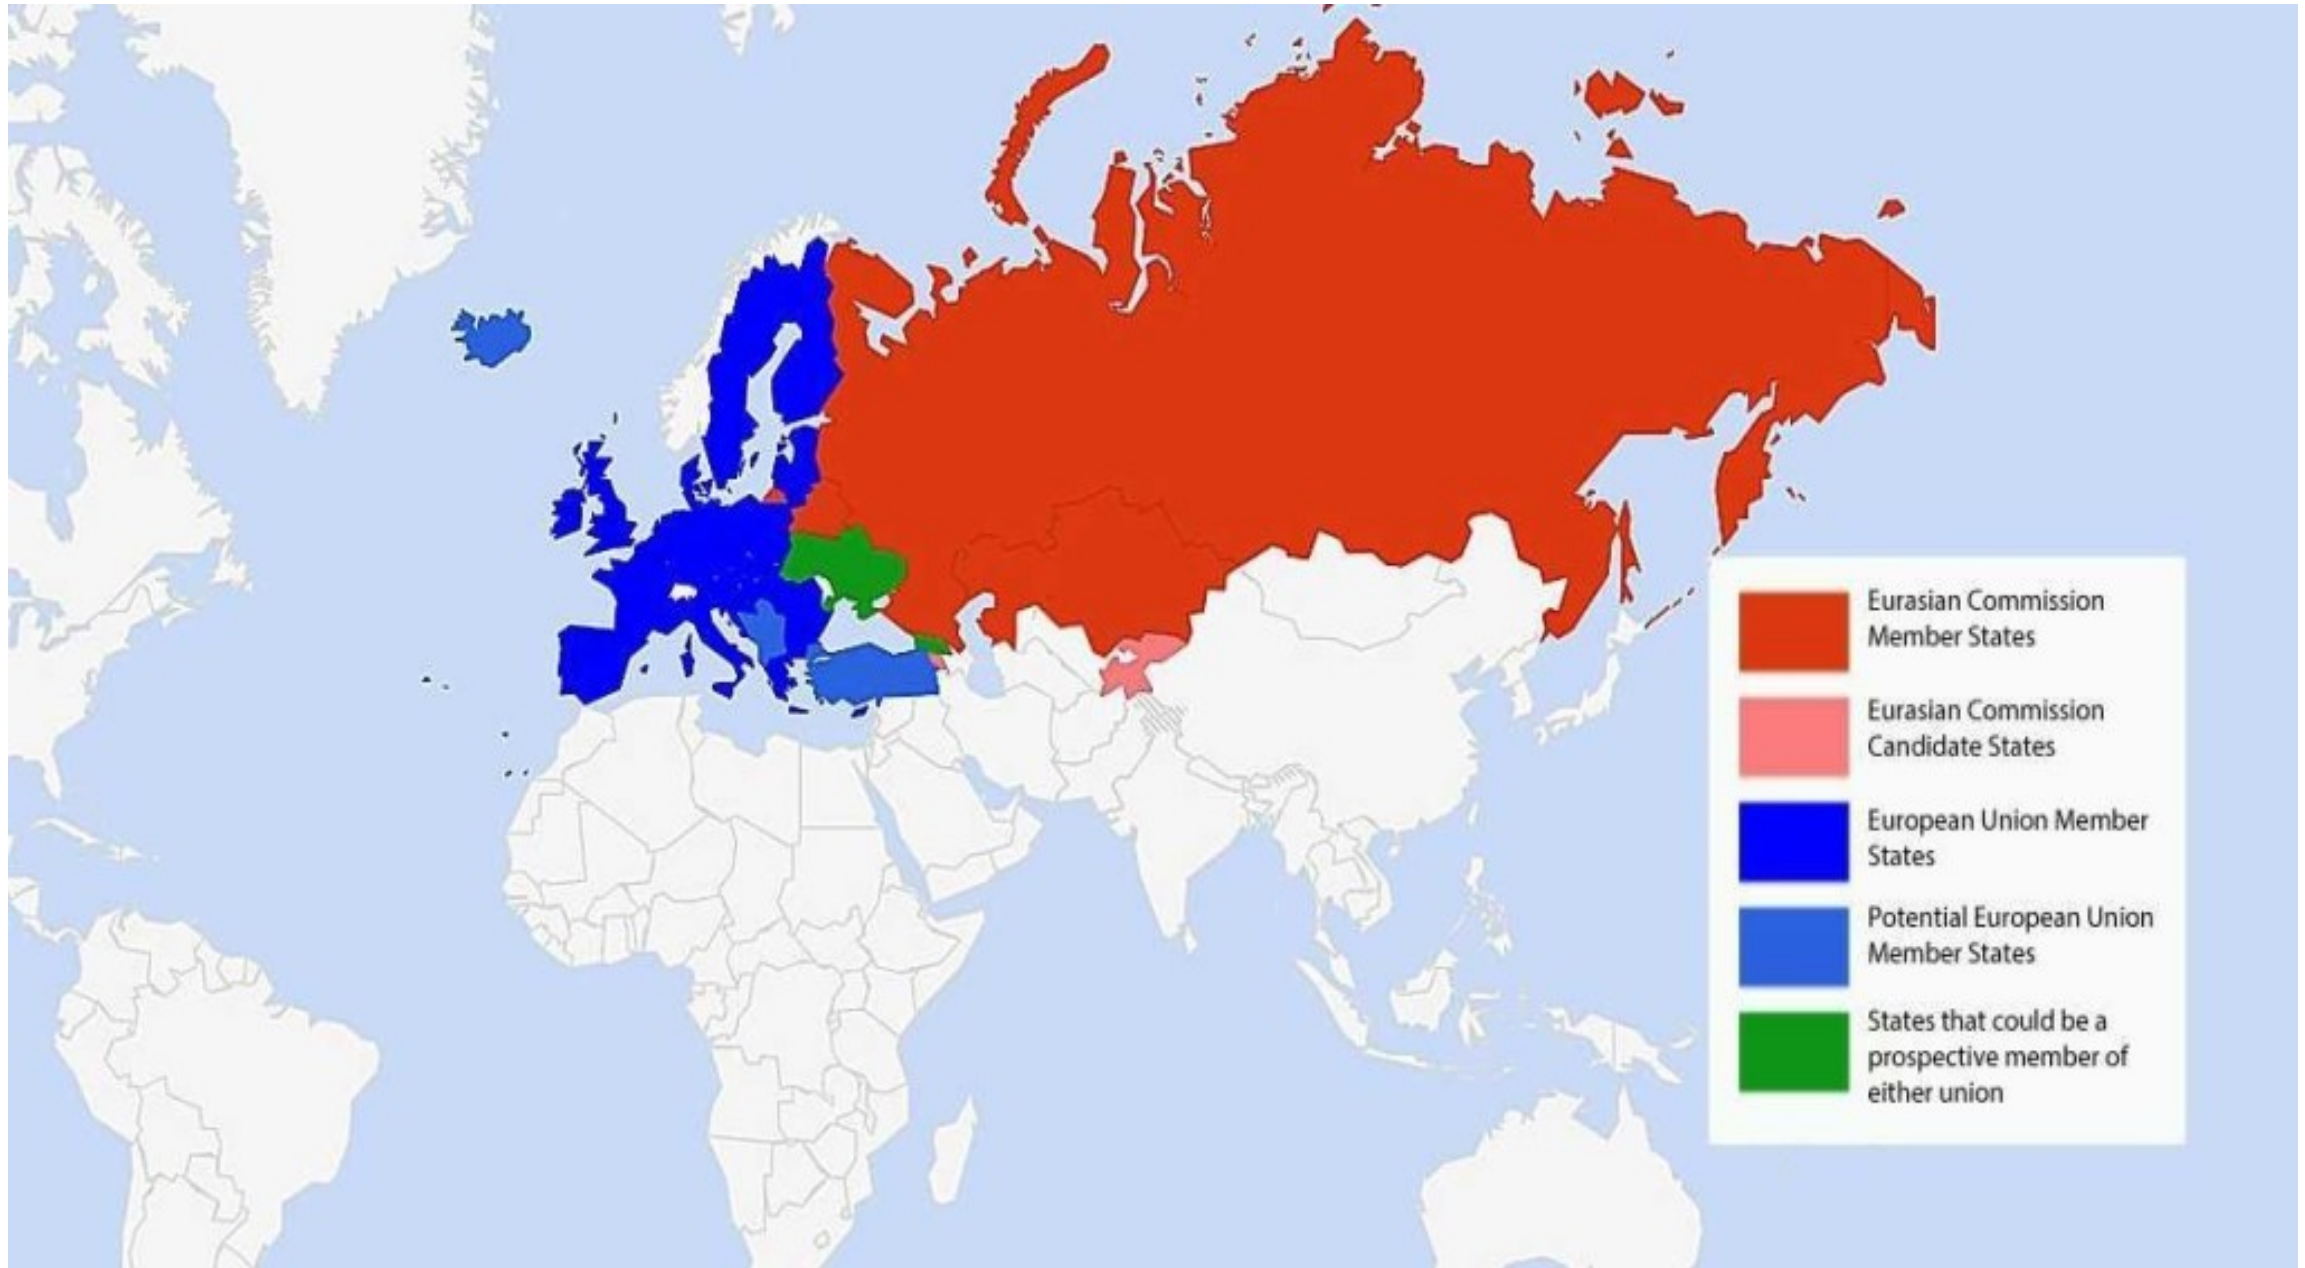 Eurasian Commission
Member States
Eurasian Commission
Candidate States
European Union Member
States
Potential European Union
Member States
States that could be a
prospective member of
either union